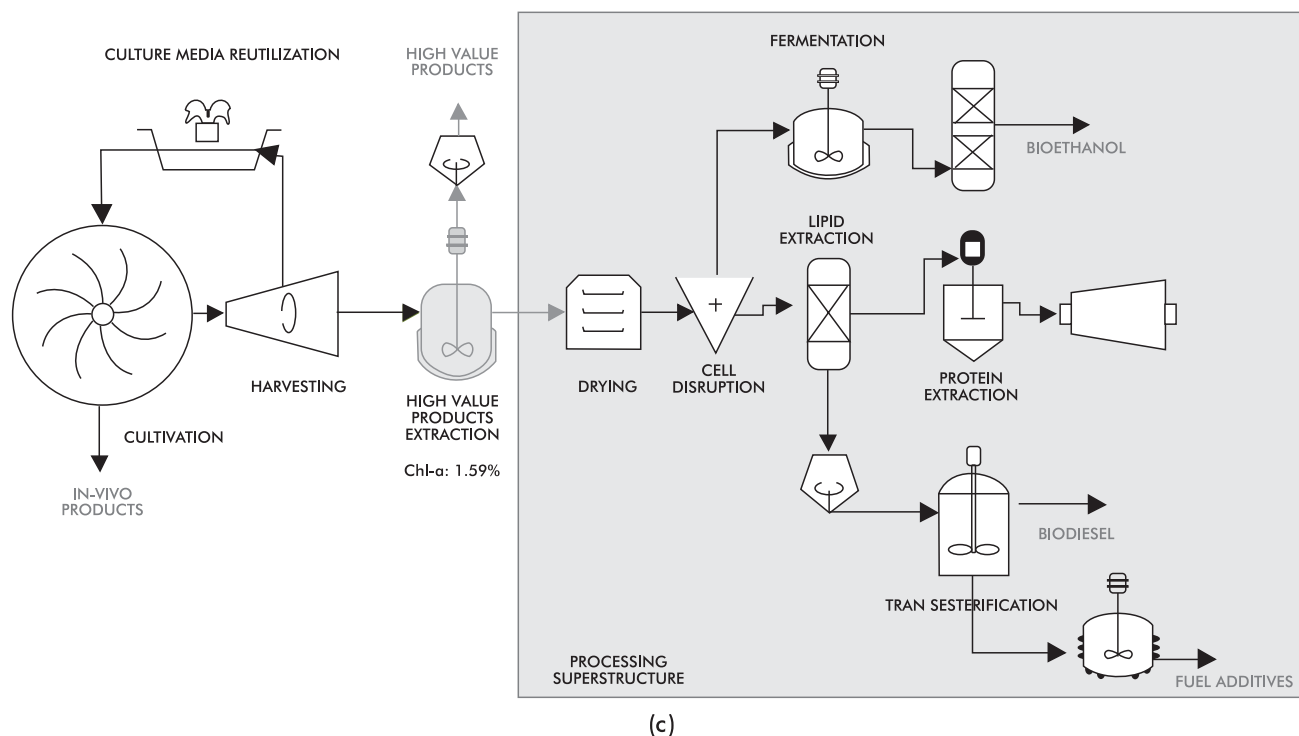 CULTURE MEDIA REUTILIZATION
HIGH VALUE
PRODUCTS
FERMENTATION
BIOETHANOL
LIPID
EXTRACTION
HARVESTING
HIGH VALUE
PRODUCTS
EXTRACTION
Chl-a: 1.59%
DRYING
CELL
DISRUPTION
PROTEIN
EXTRACTION
CULTIVATION
IN-VIVO
PRODUCTS
BIODIESEL
TRAN SESTERIFICATION
PROCESSING
SUPERSTRUCTURE
FUEL ADDITIVES
(c)